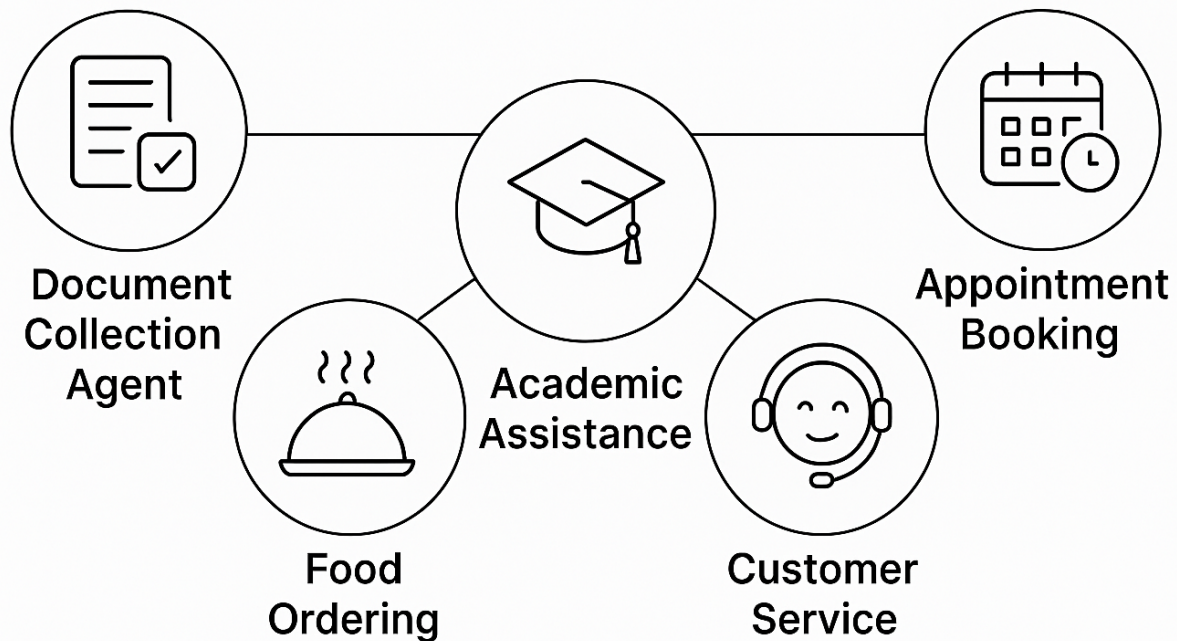 Document
Collection
Agent
Food
Ordering
Academic
Assistance
Customer
Service
Appointment
Booking